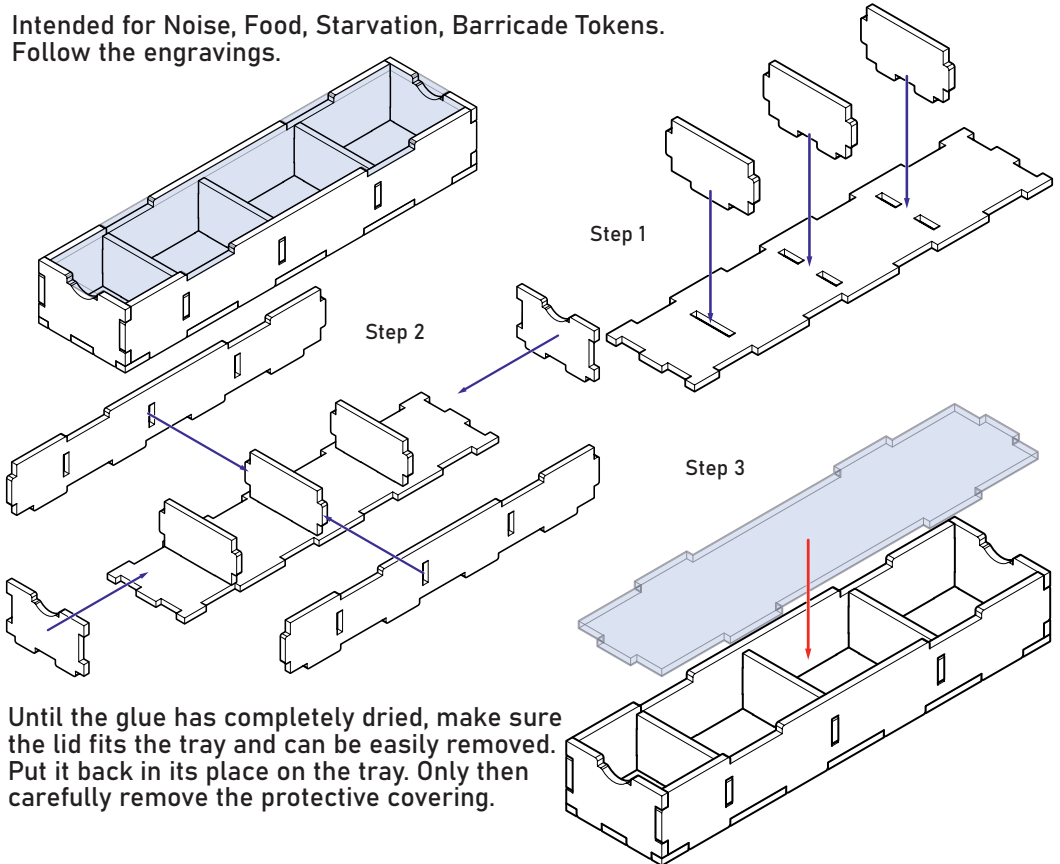 Intended for Noise, Food, Starvation, Barricade Tokens.
Follow the engravings.
Step 1
Step 2
Step 3
Until the glue has completely dried, make sure
the lid fits the tray and can be easily removed.
Put it back in its place on the tray. Only then
carefully remove the protective covering.